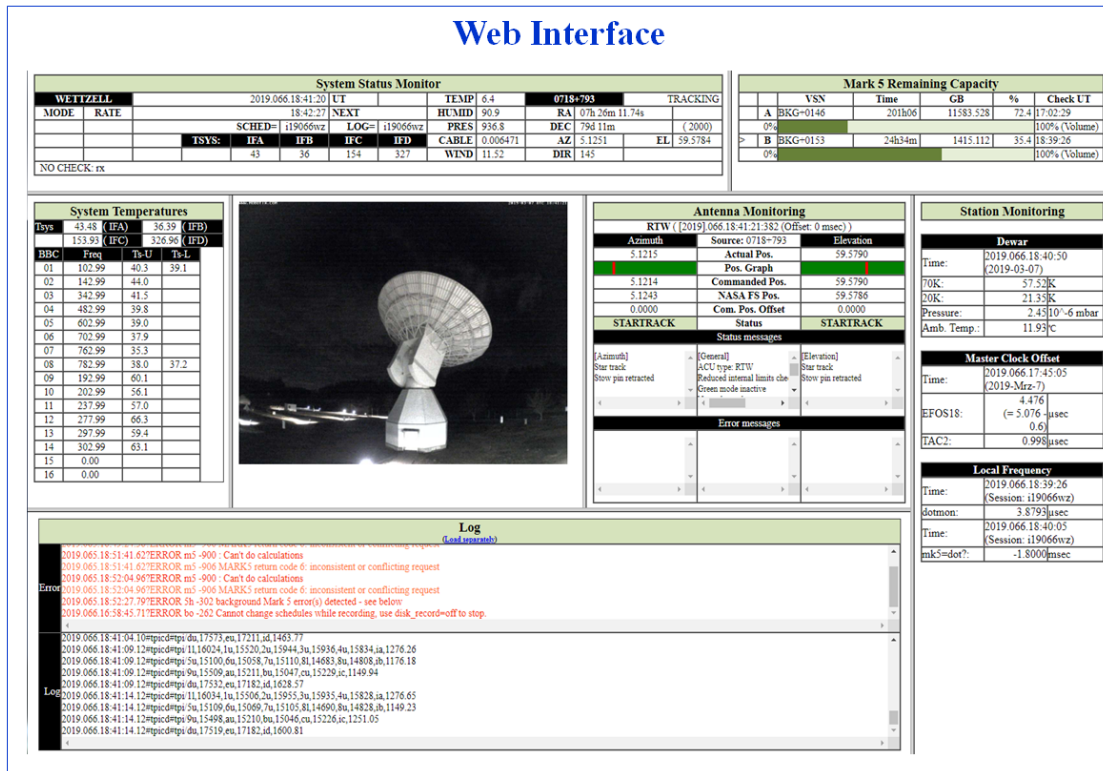 Web Interface
System Status Monitor
WETTZELL 2019.066.18:41:20 UT TEMP 6.4 0718+793 TRACKING
MODE RATE 18:42:27 NEXT HUMID 90.9 RA 07h 26m 11.74s
SCHED= i19066wz LOG= i19066wz PRES 936.8 DEC 79d 11m (2000)
TSYS: IFA IFB IFC IFD CABLE 0.006471 AZ 5.1251 EL 59.5784
43 36 154 327 WIND 11.52 DIR 145
NO CHECK: rx
Mark 5 Remaining Capacity
VSN Time GB % Check UT
A BKG+0146 201h06 11583.528 72.4 17:02:29
0% 100% (Volume)
> B BKG+0153 24h34m 1415.112 35.4 18:39:26
0% 100% (Volume)
System Temperatures
Tsys 43.48 (IFA) 36.39 (IFB)
153.93 (IFC) 326.96 (IFD)
BBC Freq Ts-U Ts-L
01 102.99 40.3 39.1
02 142.99 44.0
03 342.99 41.5
04 482.99 39.8
05 602.99 39.0
06 702.99 37.9
07 762.99 35.3
08 782.99 38.0 37.2
09 192.99 60.1
10 202.99 56.1
11 237.99 57.0
12 277.99 66.3
13 297.99 59.4
14 302.99 63.1
15 0.00
16 0.00
Antenna Monitoring
RTW ( [2019].066.18:41:21:382 (Offset: 0 msec) )
Azimuth Source: 0718+793 Elevation
5.1215 Actual Pos. 59.5790
Pos. Graph
5.1214 Commanded Pos. 59.5790
5.1243 NASA FS Pos. 59.5786
0.0000 Com. Pos. Offset 0.0000
STARTRACK Status STARTRACK
Status messages
[Azimuth] [General] [Elevation]
Star track ACU type: RTW Star track
Stow pin retracted Reduced internal limits che Stow pin retracted
Green mode inactive
Error messages
Station Monitoring
Dewar
Time: 2019.066.18:40:50
(2019-03-07)
70K: 57.52 K
20K: 21.35 K
Pressure: 2.45 10^-6 mbar
Amb. Temp.: 11.93 °C
Master Clock Offset
Time: 2019.066.17:45:05
(2019-Mrz-7)
4.476
EFOS18: (= 5.076 - µsec
0.6)
TAC2: 0.998 µsec
Local Frequency
Time: 2019.066.18:39:26
(Session: i19066wz)
dotmon: 3.8793 µsec
Time: 2019.066.18:40:05
(Session: i19066wz)
mk5=dot?: -1.8000 msec
Log
(Load separately)
Error
2019.065.18:51:41.62?ERROR m5 -900 : Can't do calculations
2019.065.18:51:41.62?ERROR m5 -906 MARK5 return code 6: inconsistent or conflicting request
2019.065.18:52:04.96?ERROR m5 -900 : Can't do calculations
2019.065.18:52:04.96?ERROR m5 -906 MARK5 return code 6: inconsistent or conflicting request
2019.065.18:52:27.79?ERROR 5h -302 background Mark 5 error(s) detected - see below
2019.066.16:58:45.71?ERROR bo -262 Cannot change schedules while recording, use disk_record=off to stop.
Log
2019.066.18:41:04.10#tpicd#tpi/du,17573,eu,17211,id,1463.77
2019.066.18:41:09.12#tpicd#tpi/1l,16024,1u,15520,2u,15944,3u,15936,4u,15834,ia,1276.26
2019.066.18:41:09.12#tpicd#tpi/5u,15100,6u,15058,7u,15110,8l,14683,8u,14808,ib,1176.18
2019.066.18:41:09.12#tpicd#tpi/9u,15509,au,15211,bu,15047,cu,15229,ic,1149.94
2019.066.18:41:09.12#tpicd#tpi/du,17532,eu,17182,id,1628.57
2019.066.18:41:14.12#tpicd#tpi/1l,16034,1u,15506,2u,15955,3u,15935,4u,15828,ia,1276.65
2019.066.18:41:14.12#tpicd#tpi/5u,15109,6u,15069,7u,15105,8l,14690,8u,14828,ib,1149.23
2019.066.18:41:14.12#tpicd#tpi/9u,15498,au,15210,bu,15046,cu,15226,ic,1251.05
2019.066.18:41:14.12#tpicd#tpi/du,17519,eu,17182,id,1600.81